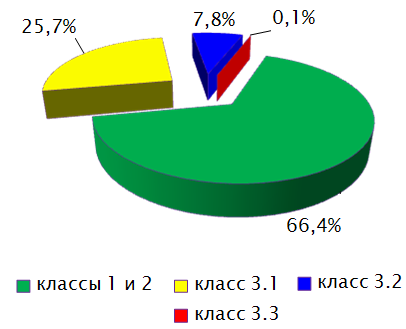 7,8%
0,1%
25,7%
66,4%
классы 1 и 2
класс 3.1
класс 3.2
класс 3.3